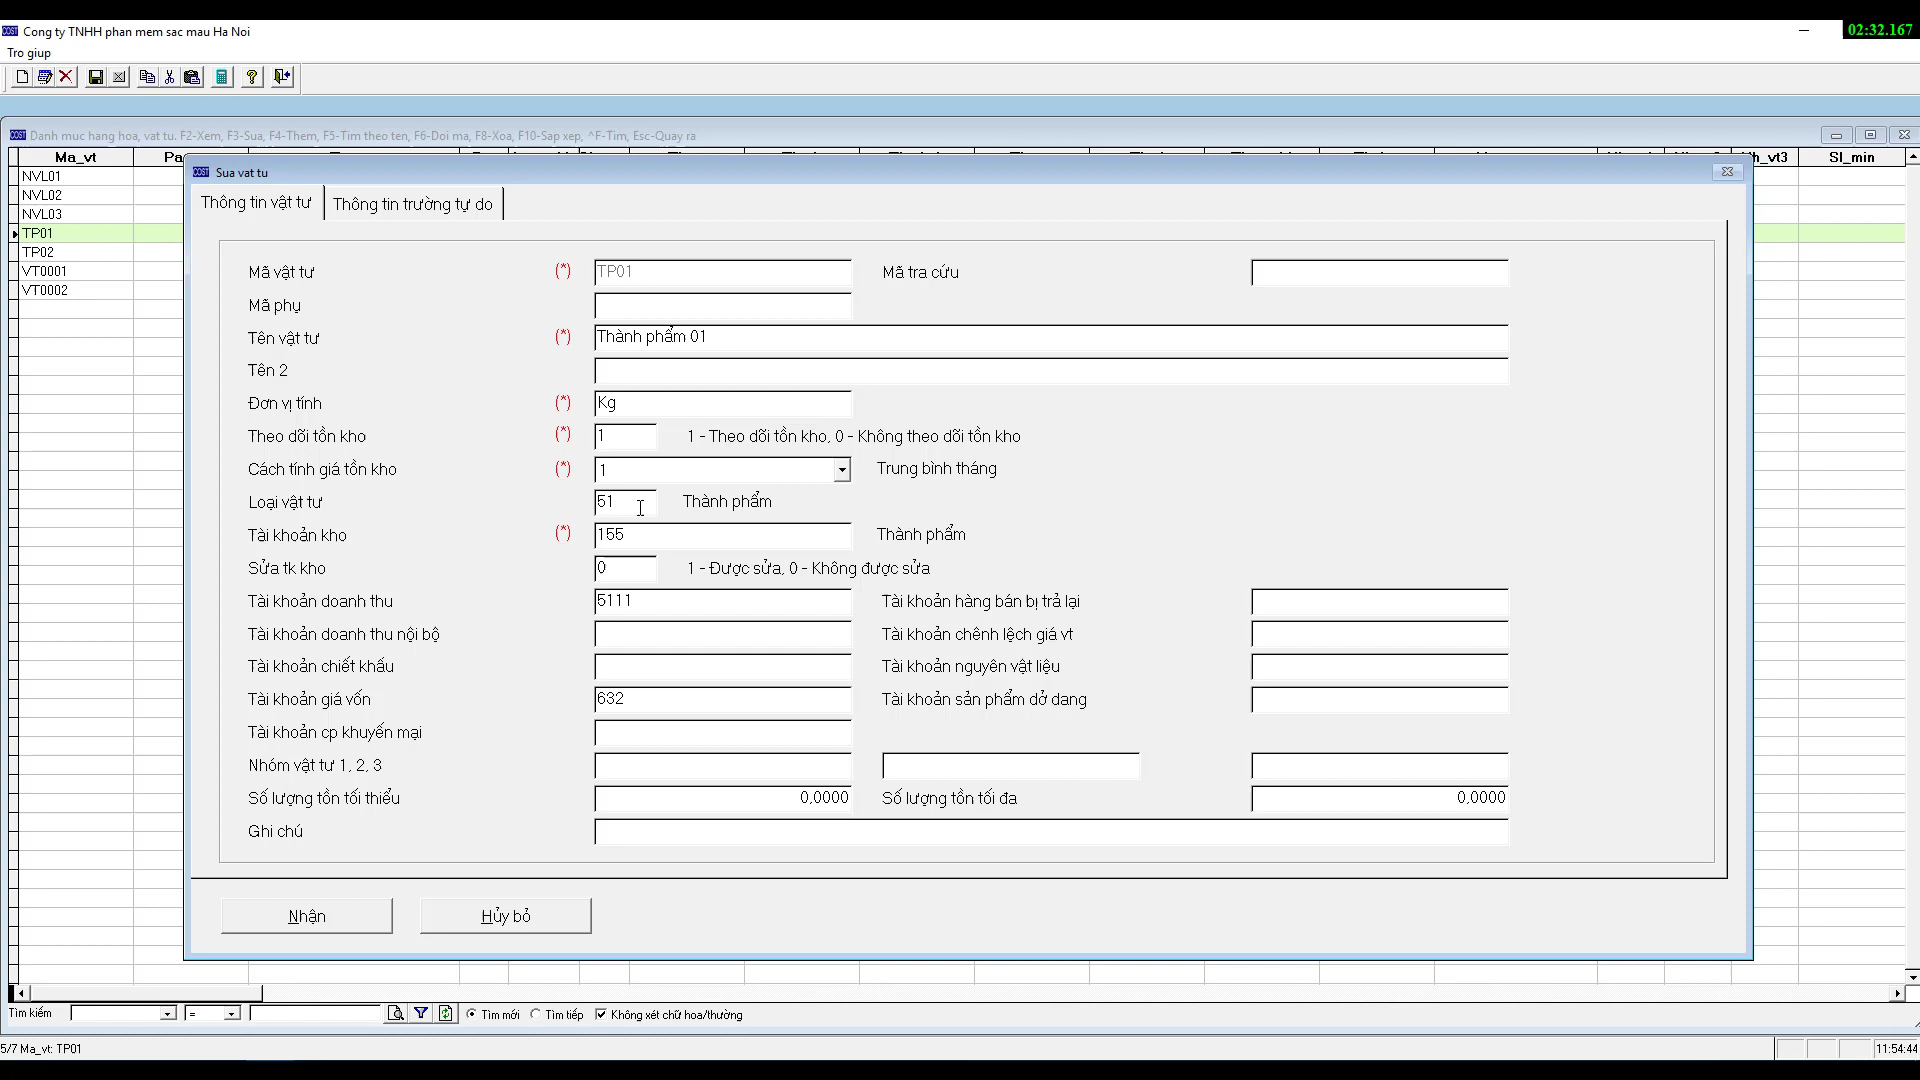 COST Cong ty TNHH phan mem sac mau Ha Noi
02:32.167
Tro giup
COST Danh muc hang hoa, vat tu. F2-Xem, F3-Sua, F4-Them, F5-Tim theo ten, F6-Doi ma, F8-Xoa, F10-Sap xep, ^F-Tim, Esc-Quay ra
Ma_vt Pa h_vt3 Sl_min
NVL01
NVL02
NVL03
TP01
TP02
VT0001
VT0002
COST Sua vat tu
Thông tin vật tư Thông tin trường tự do
Mã vật tư (*) TP01 Mã tra cứu
Mã phụ
Tên vật tư (*) Thành phẩm 01
Tên 2
Đơn vị tính (*) Kg
Theo dõi tồn kho (*) 1 1 - Theo dõi tồn kho, 0 - Không theo dõi tồn kho
Cách tính giá tồn kho (*) 1 Trung bình tháng
Loại vật tư 51 Thành phẩm
Tài khoản kho (*) 155 Thành phẩm
Sửa tk kho 0 1 - Được sửa, 0 - Không được sửa
Tài khoản doanh thu 5111 Tài khoản hàng bán bị trả lại
Tài khoản doanh thu nội bộ Tài khoản chênh lệch giá vt
Tài khoản chiết khấu Tài khoản nguyên vật liệu
Tài khoản giá vốn 632 Tài khoản sản phẩm dở dang
Tài khoản cp khuyến mại
Nhóm vật tư 1, 2, 3
Số lượng tồn tối thiểu 0,0000 Số lượng tồn tối đa 0,0000
Ghi chú
Nhận Hủy bỏ
Tìm kiếm = Tìm mới Tìm tiếp Không xét chữ hoa/thường
5/7 Ma_vt: TP01 11:54:44